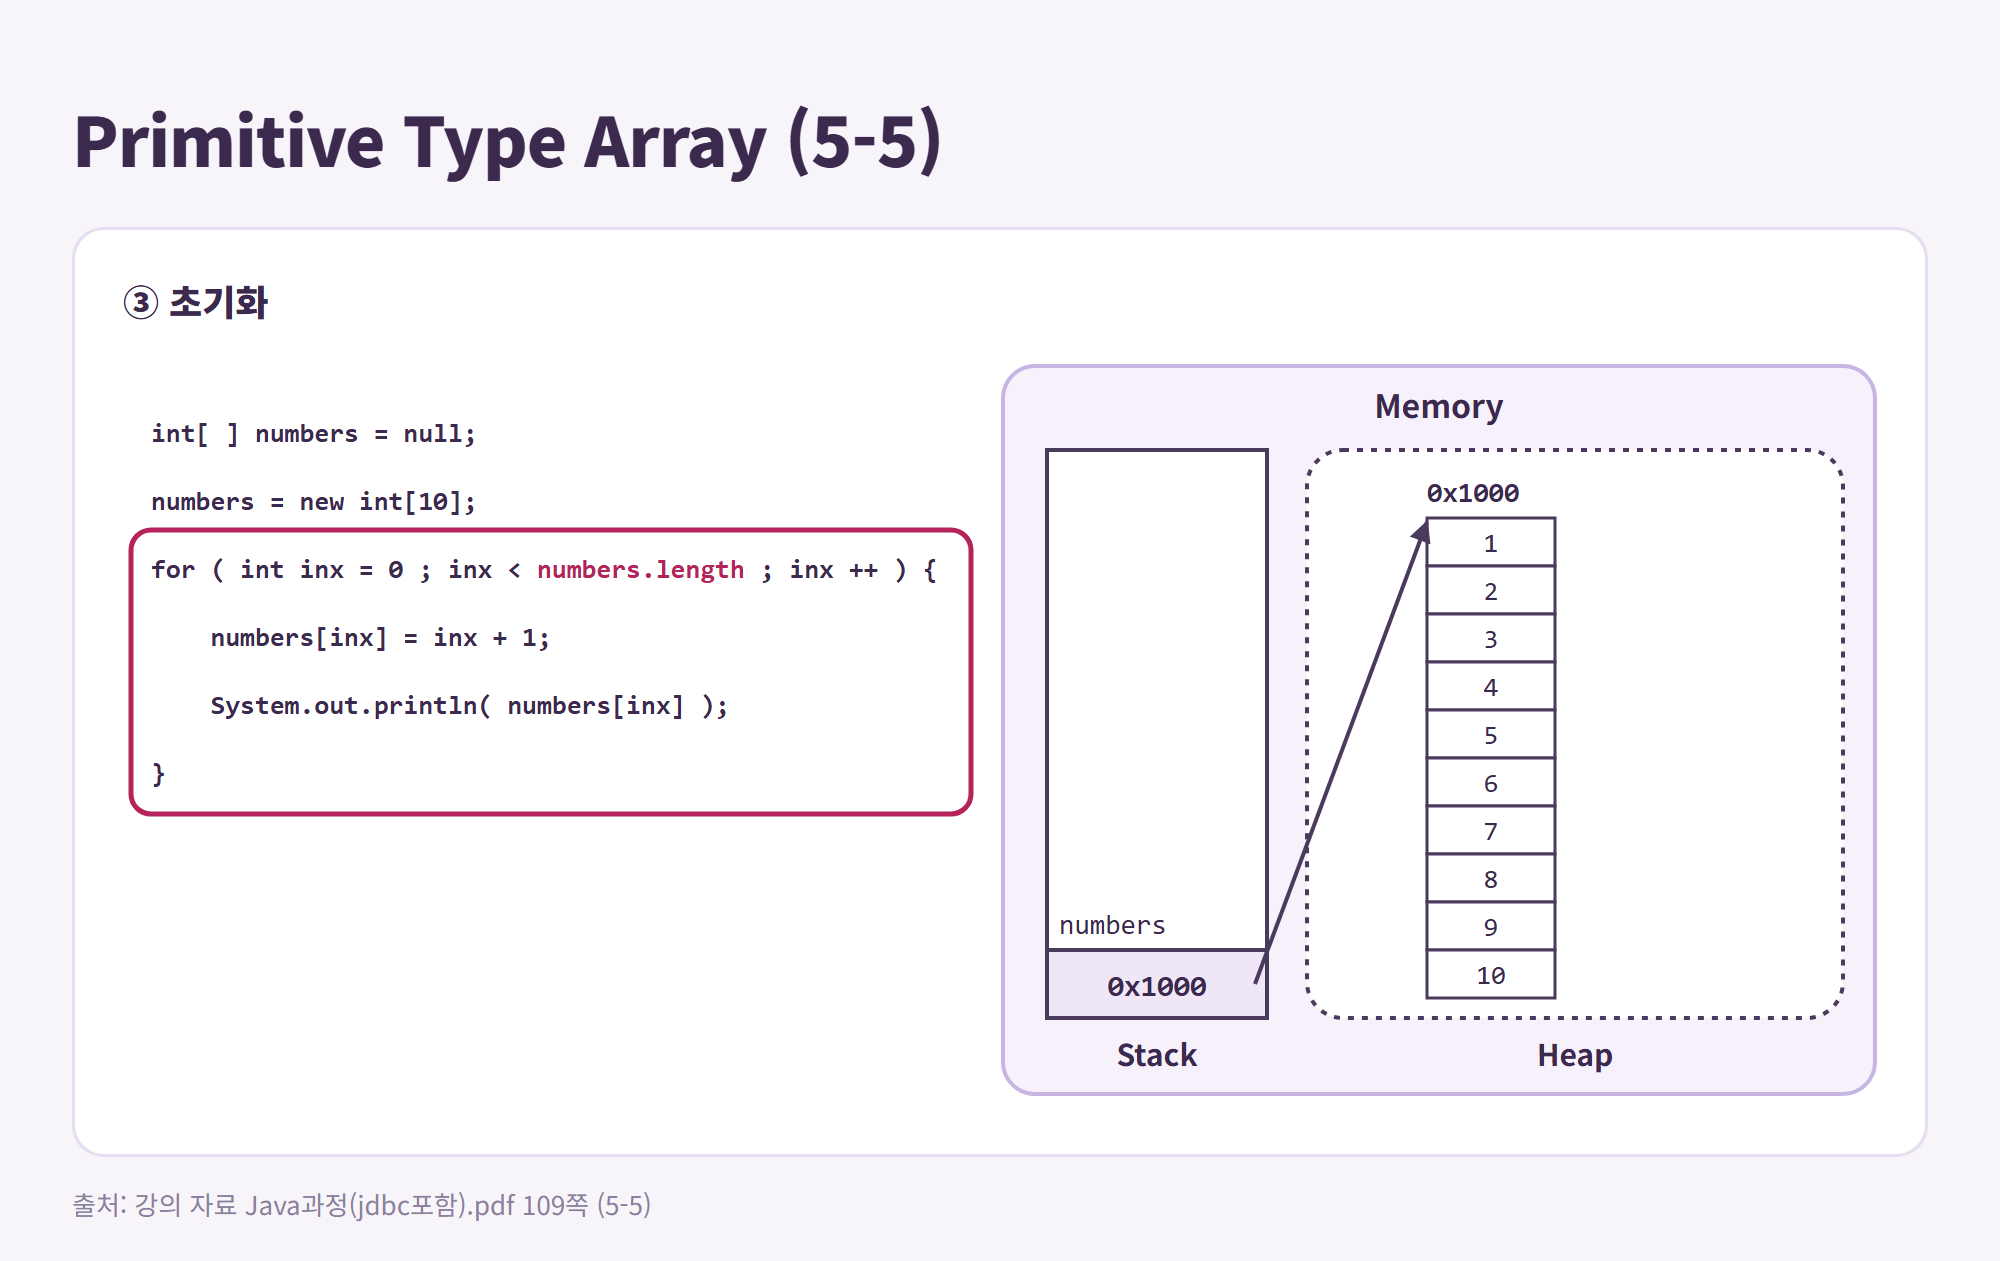 Primitive Type Array (5-5)
③ 초기화
int[ ] numbers = null;
numbers = new int[10];
for ( int inx = 0 ; inx < numbers.length ; inx ++ ) {
numbers[inx] = inx + 1;
System.out.println( numbers[inx] );
}
Memory
0x1000
1
2
3
4
5
6
7
8
9
10
numbers
0x1000
Stack
Heap
출처: 강의 자료 Java과정(jdbc포함).pdf 109쪽 (5-5)